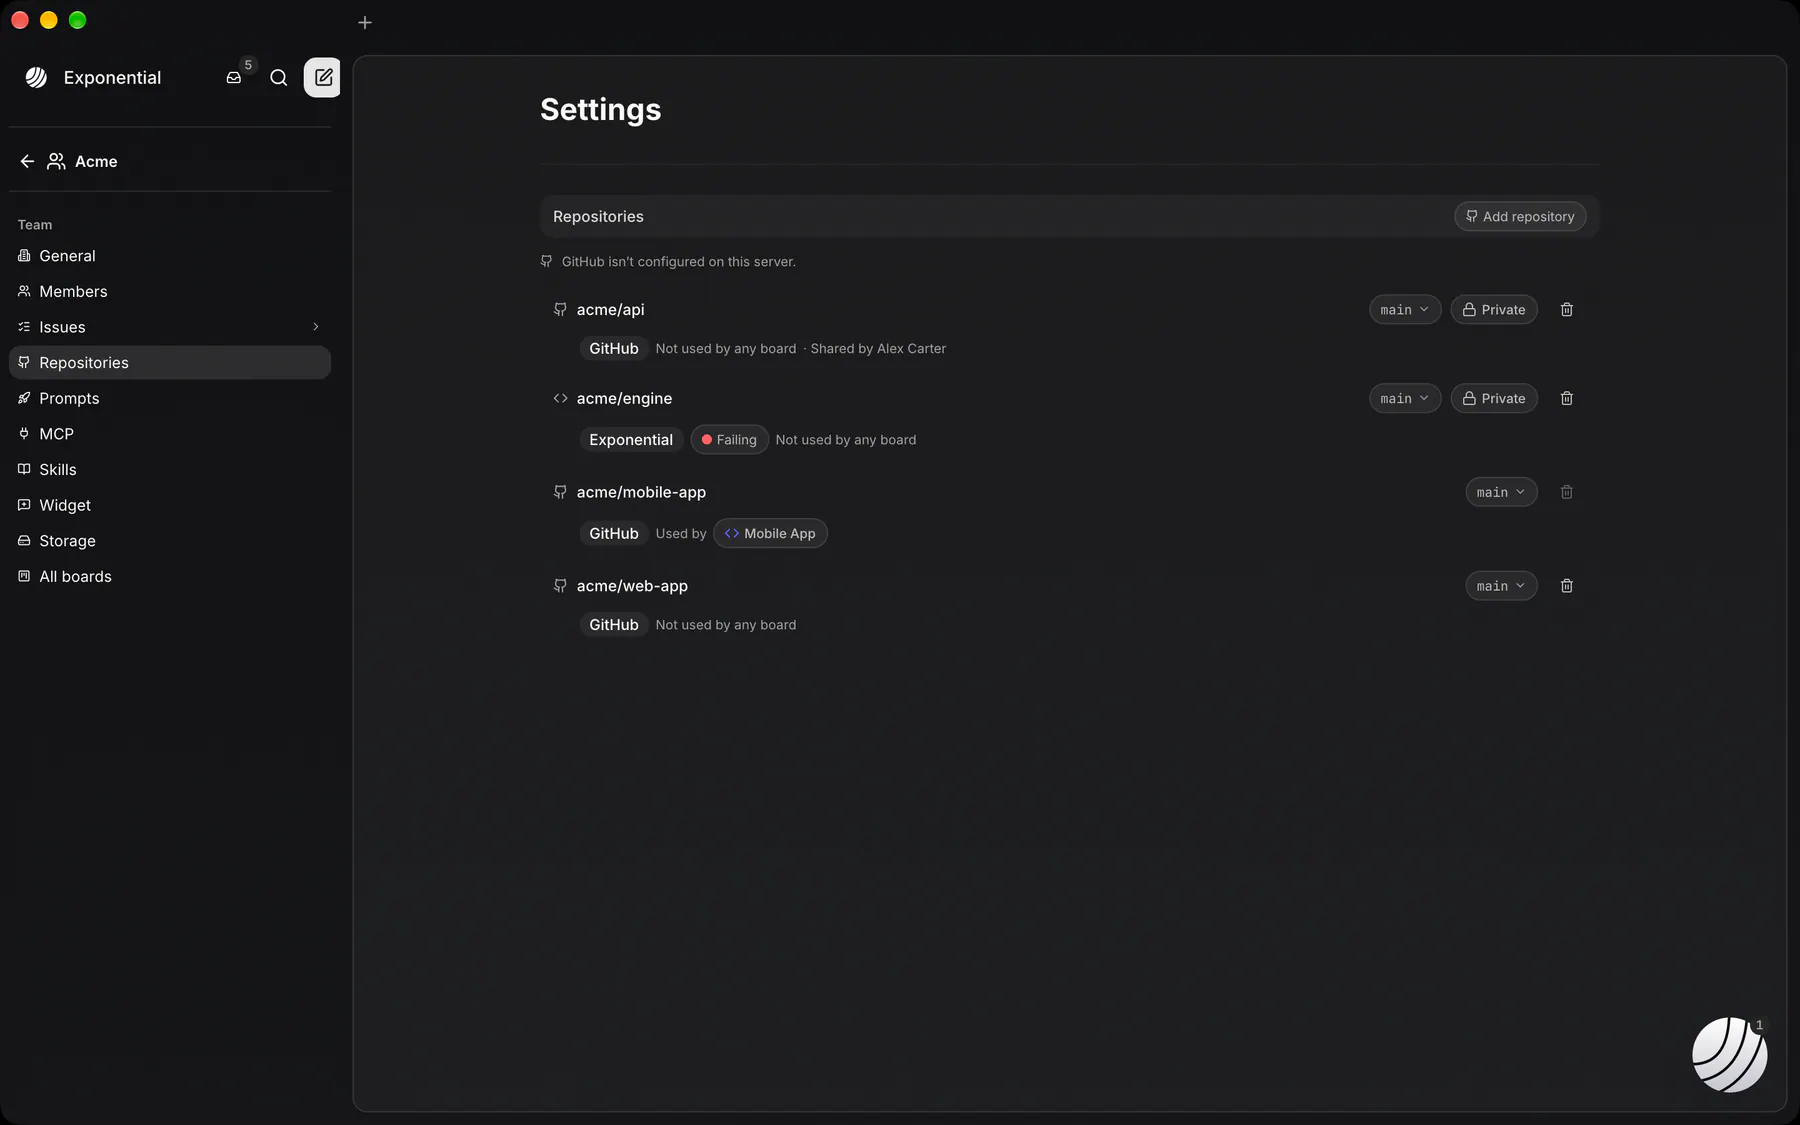 Exponential
5
Acme
Team
General
Members
Issues
Repositories
Prompts
MCP
Skills
Widget
Storage
All boards
Settings
Repositories
Add repository
GitHub isn't configured on this server.
acme/api
main
Private
GitHub
Not used by any board · Shared by Alex Carter
acme/engine
main
Private
Exponential
Failing
Not used by any board
acme/mobile-app
main
GitHub
Used by
Mobile App
acme/web-app
main
GitHub
Not used by any board
1